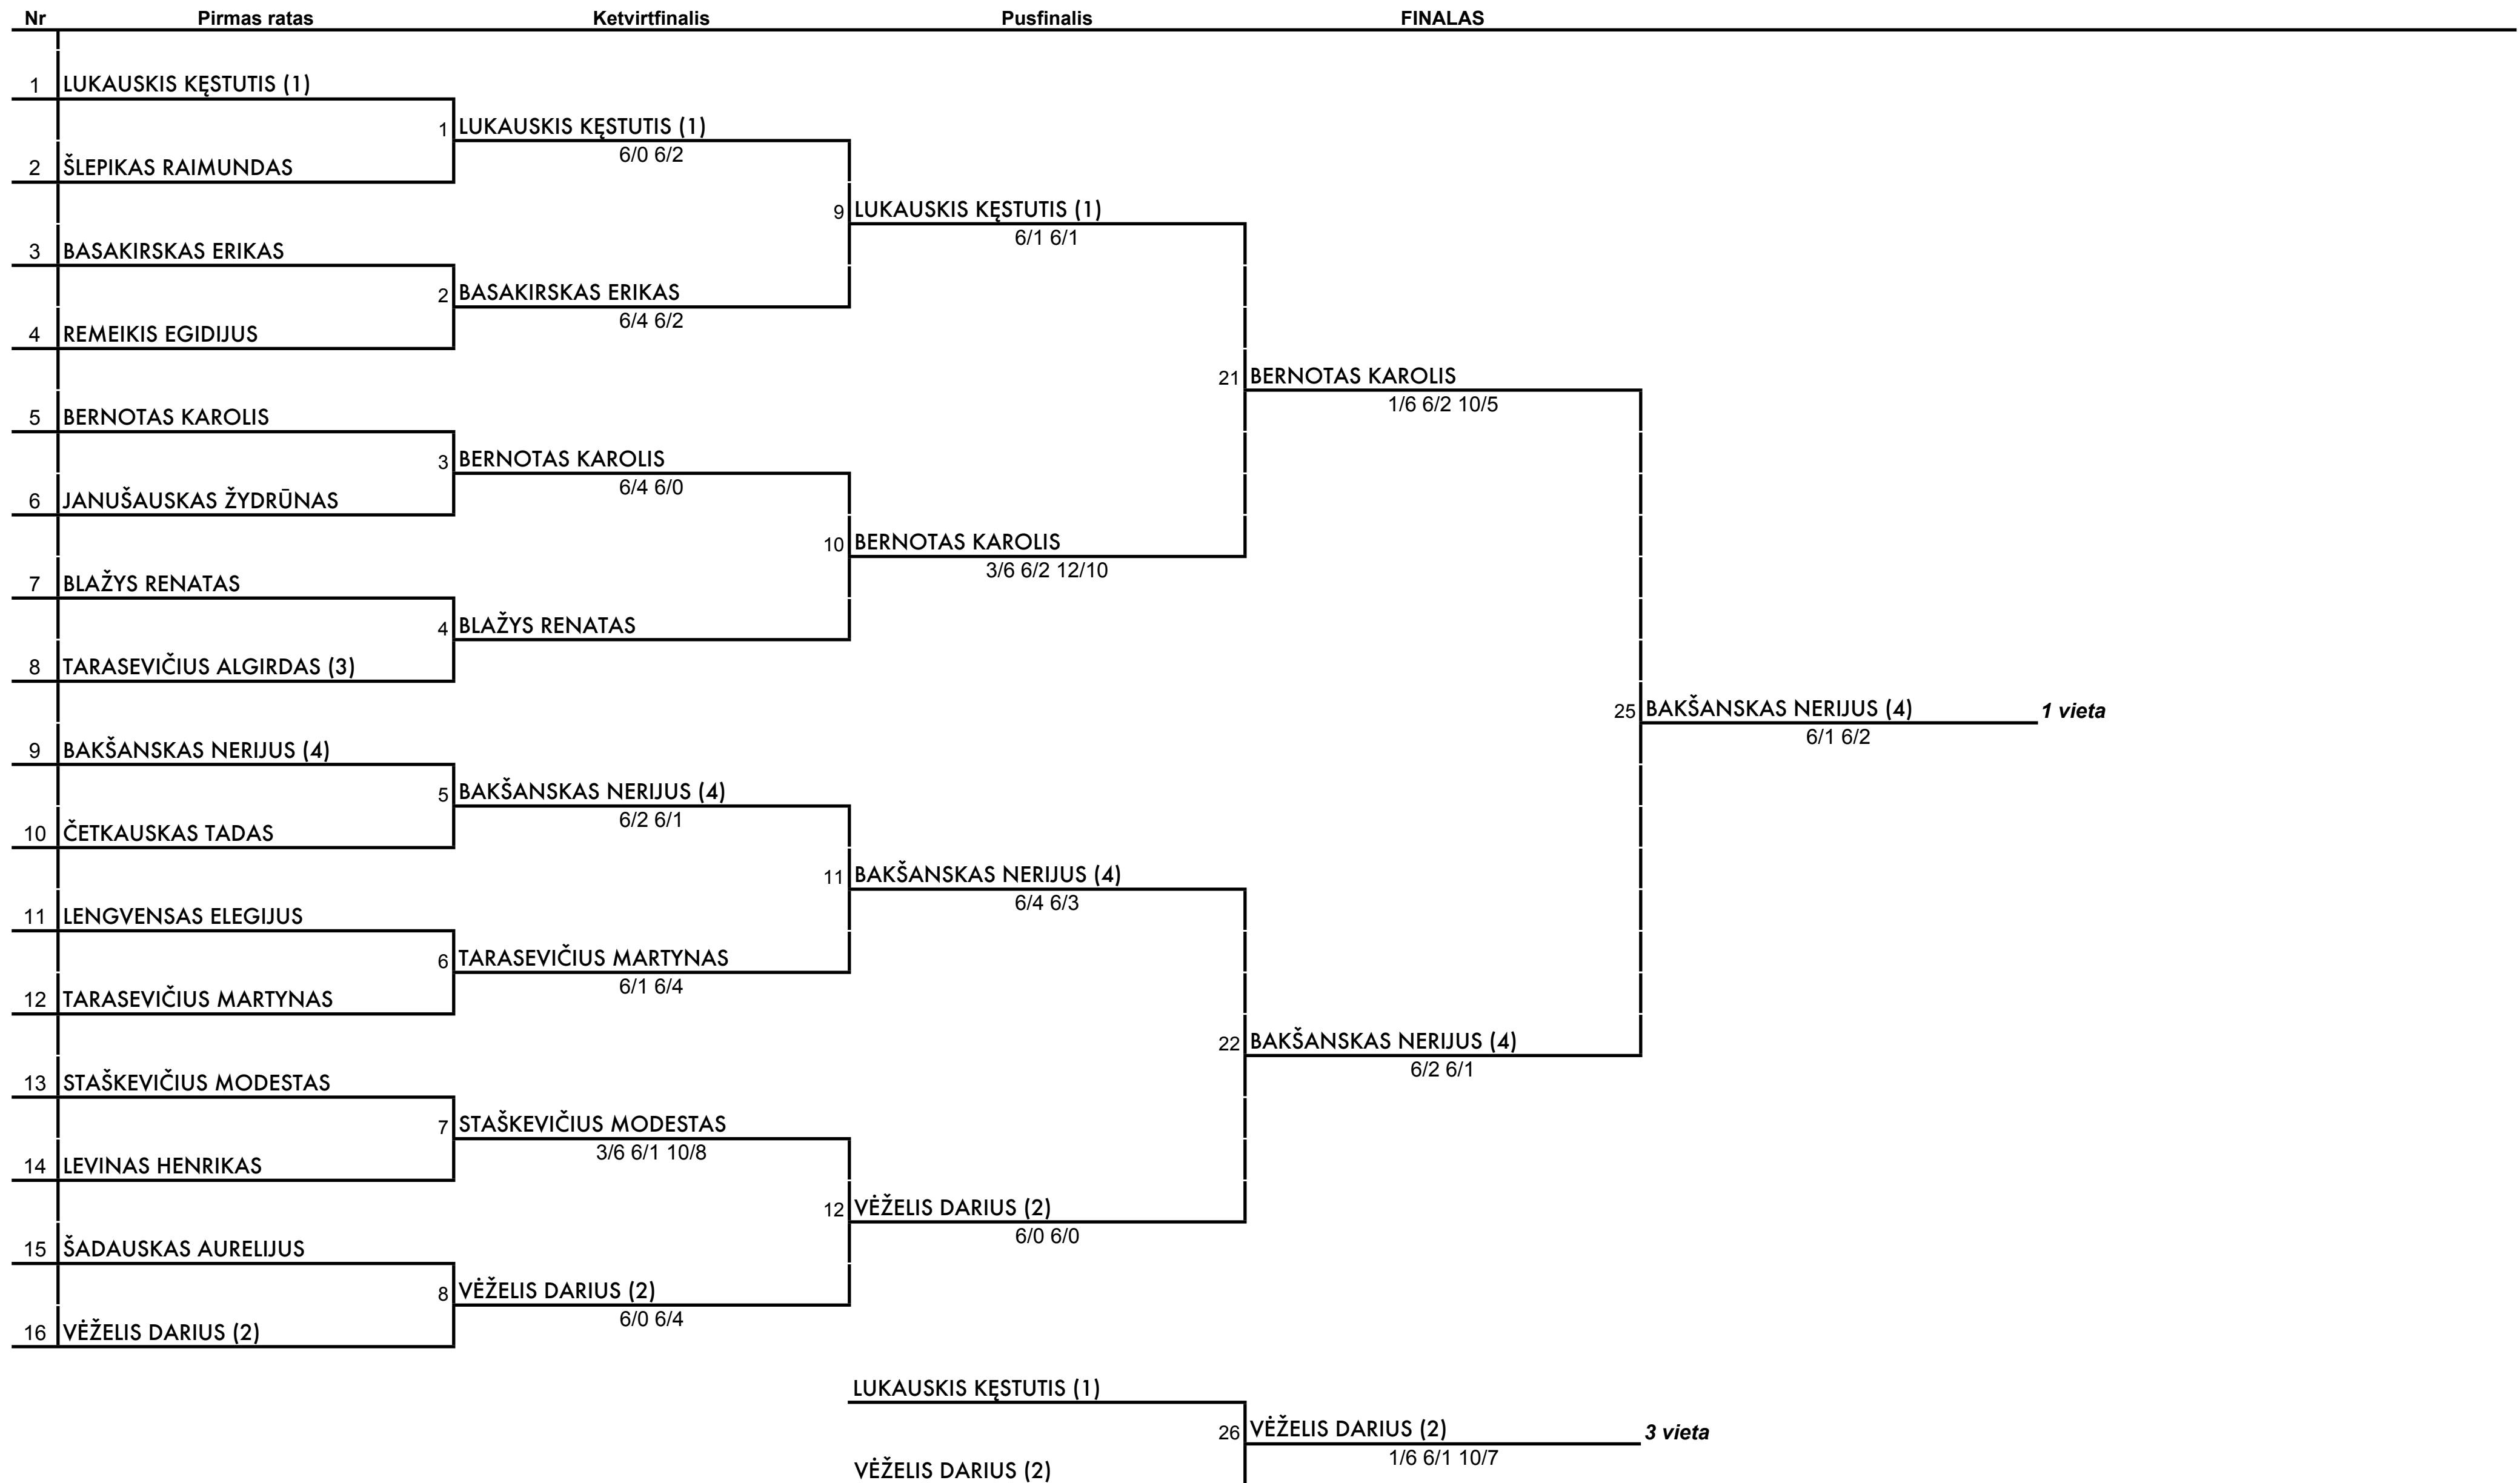 Nr Pirmas ratas Ketvirtfinalis Pusfinalis FINALAS
1 LUKAUSKIS KĘSTUTIS (1)
1 LUKAUSKIS KĘSTUTIS (1)
6/0 6/2
2 ŠLEPIKAS RAIMUNDAS
9 LUKAUSKIS KĘSTUTIS (1)
6/1 6/1
3 BASAKIRSKAS ERIKAS
2 BASAKIRSKAS ERIKAS
6/4 6/2
4 REMEIKIS EGIDIJUS
21 BERNOTAS KAROLIS
1/6 6/2 10/5
5 BERNOTAS KAROLIS
3 BERNOTAS KAROLIS
6/4 6/0
6 JANUŠAUSKAS ŽYDRŪNAS
10 BERNOTAS KAROLIS
3/6 6/2 12/10
7 BLAŽYS RENATAS
4 BLAŽYS RENATAS
8 TARASEVIČIUS ALGIRDAS (3)
25 BAKŠANSKAS NERIJUS (4) 1 vieta
6/1 6/2
9 BAKŠANSKAS NERIJUS (4)
5 BAKŠANSKAS NERIJUS (4)
6/2 6/1
10 ČETKAUSKAS TADAS
11 BAKŠANSKAS NERIJUS (4)
6/4 6/3
11 LENGVENSAS ELEGIJUS
6 TARASEVIČIUS MARTYNAS
6/1 6/4
12 TARASEVIČIUS MARTYNAS
22 BAKŠANSKAS NERIJUS (4)
6/2 6/1
13 STAŠKEVIČIUS MODESTAS
7 STAŠKEVIČIUS MODESTAS
3/6 6/1 10/8
14 LEVINAS HENRIKAS
12 VĖŽELIS DARIUS (2)
6/0 6/0
15 ŠADAUSKAS AURELIJUS
8 VĖŽELIS DARIUS (2)
6/0 6/4
16 VĖŽELIS DARIUS (2)
LUKAUSKIS KĘSTUTIS (1)
26 VĖŽELIS DARIUS (2) 3 vieta
1/6 6/1 10/7
VĖŽELIS DARIUS (2)